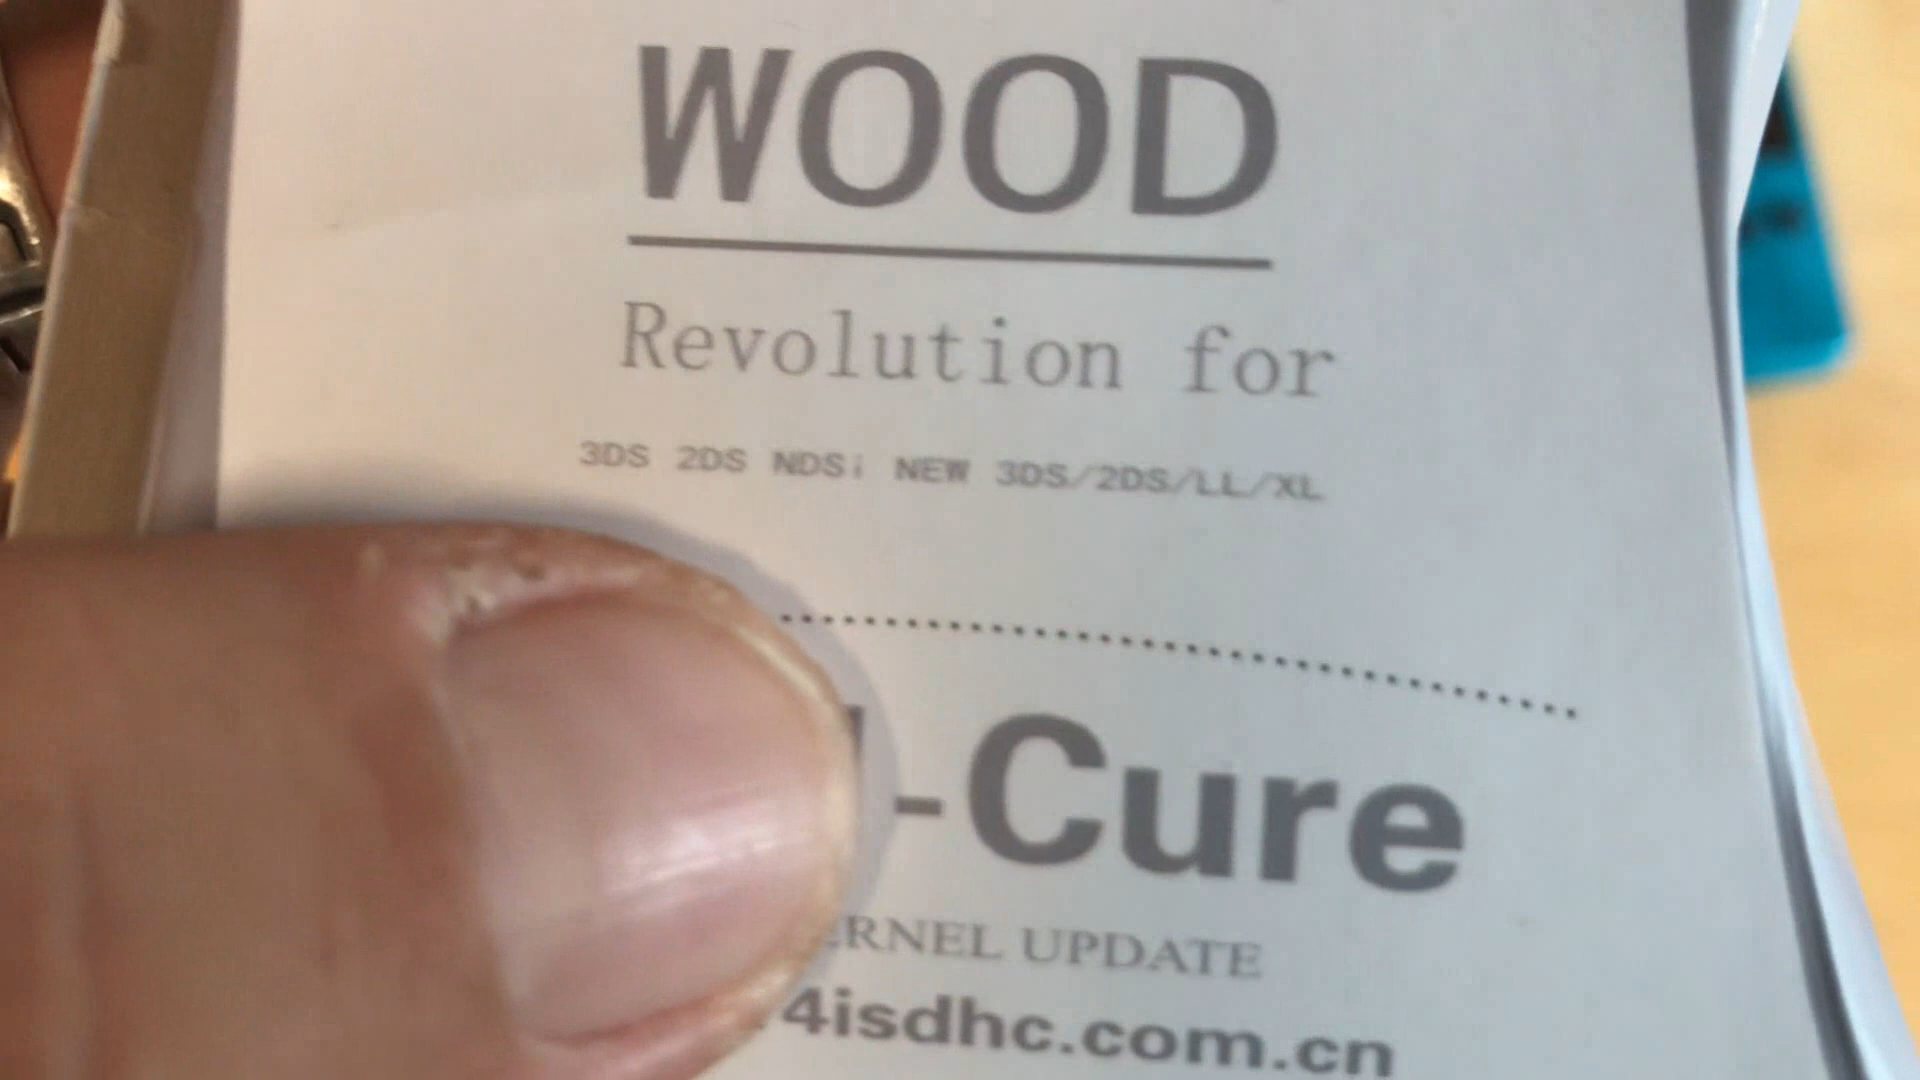 WOOD
Revolution for
3DS 2DS NDSi NEW 3DS/2DS/LL/XL
-Cure
ERNEL UPDATE
4isdhc.com.cn